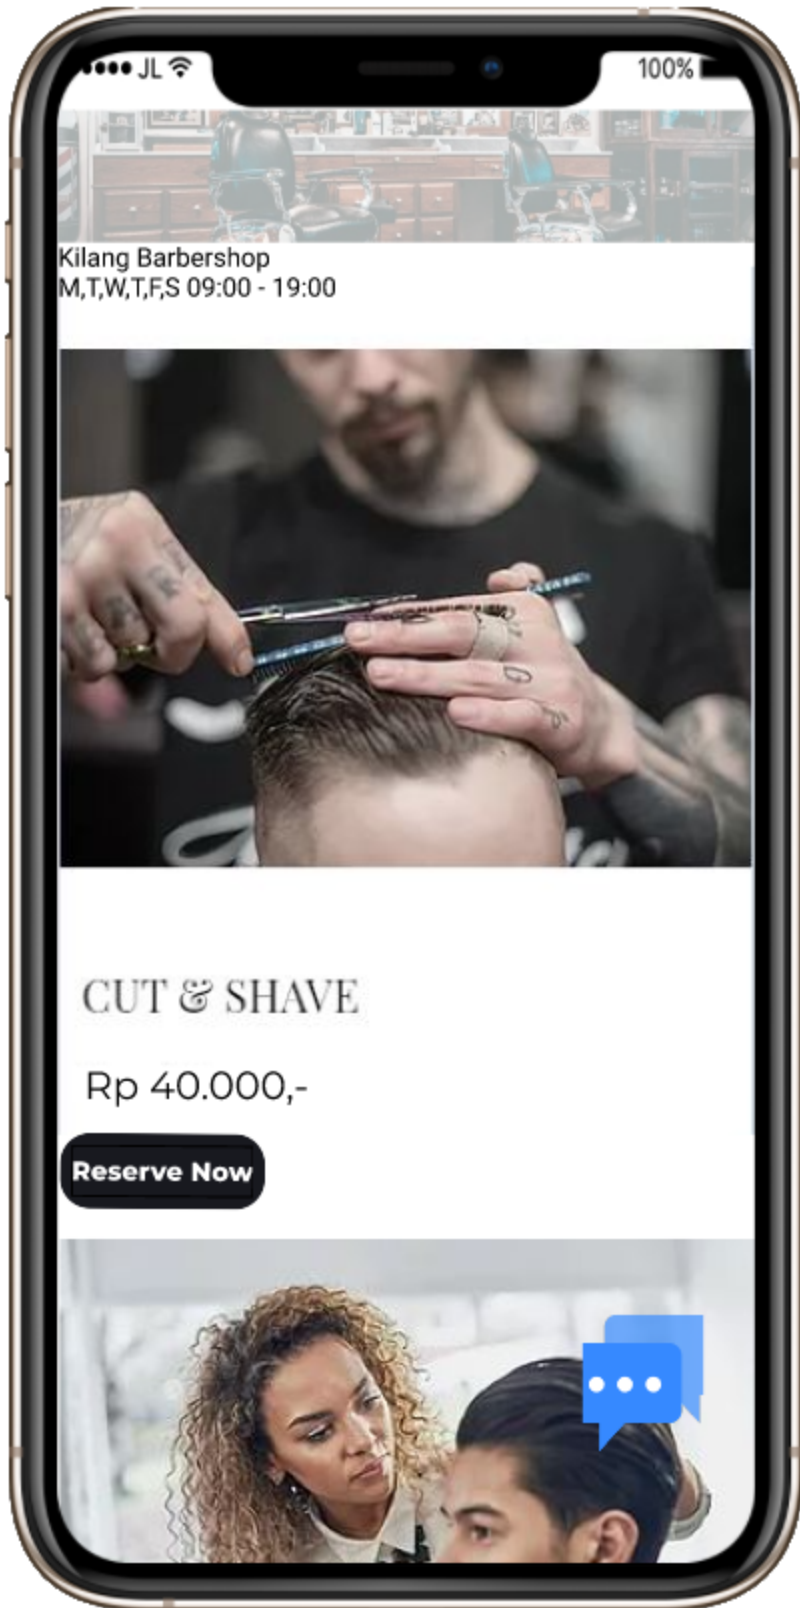 JL
100%
Kilang Barbershop
M,T,W,T,F,S 09:00 - 19:00
CUT & SHAVE
Rp 40.000,-
Reserve Now